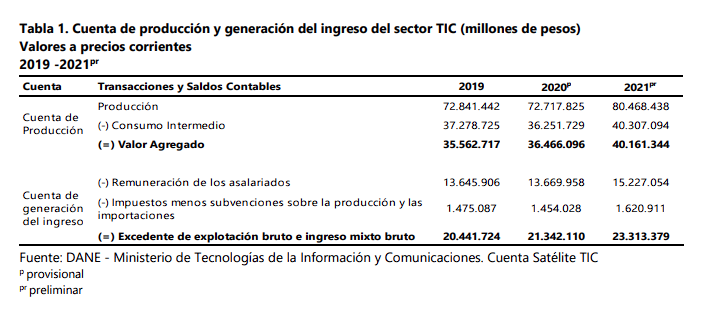 Tabla 1. Cuenta de producción y generación del ingreso del sector TIC (millones de pesos)
Valores a precios corrientes
2019 -2021pr
Cuenta Transacciones y Saldos Contables 2019 2020p 2021pr
Cuenta de Producción Producción 72.841.442 72.717.825 80.468.438
(-) Consumo Intermedio 37.278.725 36.251.729 40.307.094
(=) Valor Agregado 35.562.717 36.466.096 40.161.344
Cuenta de generación del ingreso (-) Remuneración de los asalariados 13.645.906 13.669.958 15.227.054
(-) Impuestos menos subvenciones sobre la producción y las importaciones 1.475.087 1.454.028 1.620.911
(=) Excedente de explotación bruto e ingreso mixto bruto 20.441.724 21.342.110 23.313.379
Fuente: DANE - Ministerio de Tecnologías de la Información y Comunicaciones. Cuenta Satélite TIC
p provisional
pr preliminar